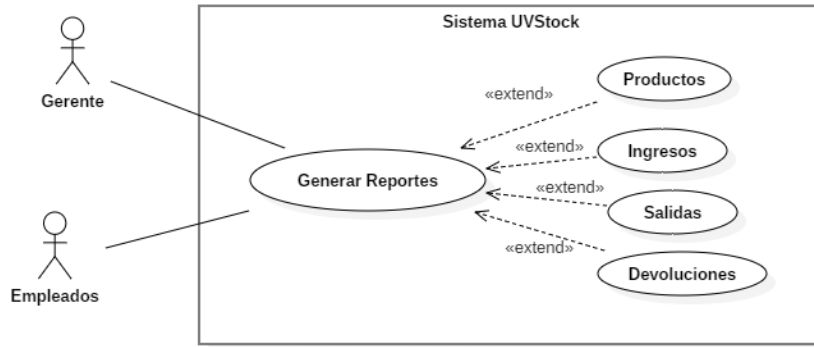 Sistema UVStock
Gerente
Empleados
Generar Reportes
«extend»
Productos
«extend»
Ingresos
«extend»
Salidas
«extend»
Devoluciones